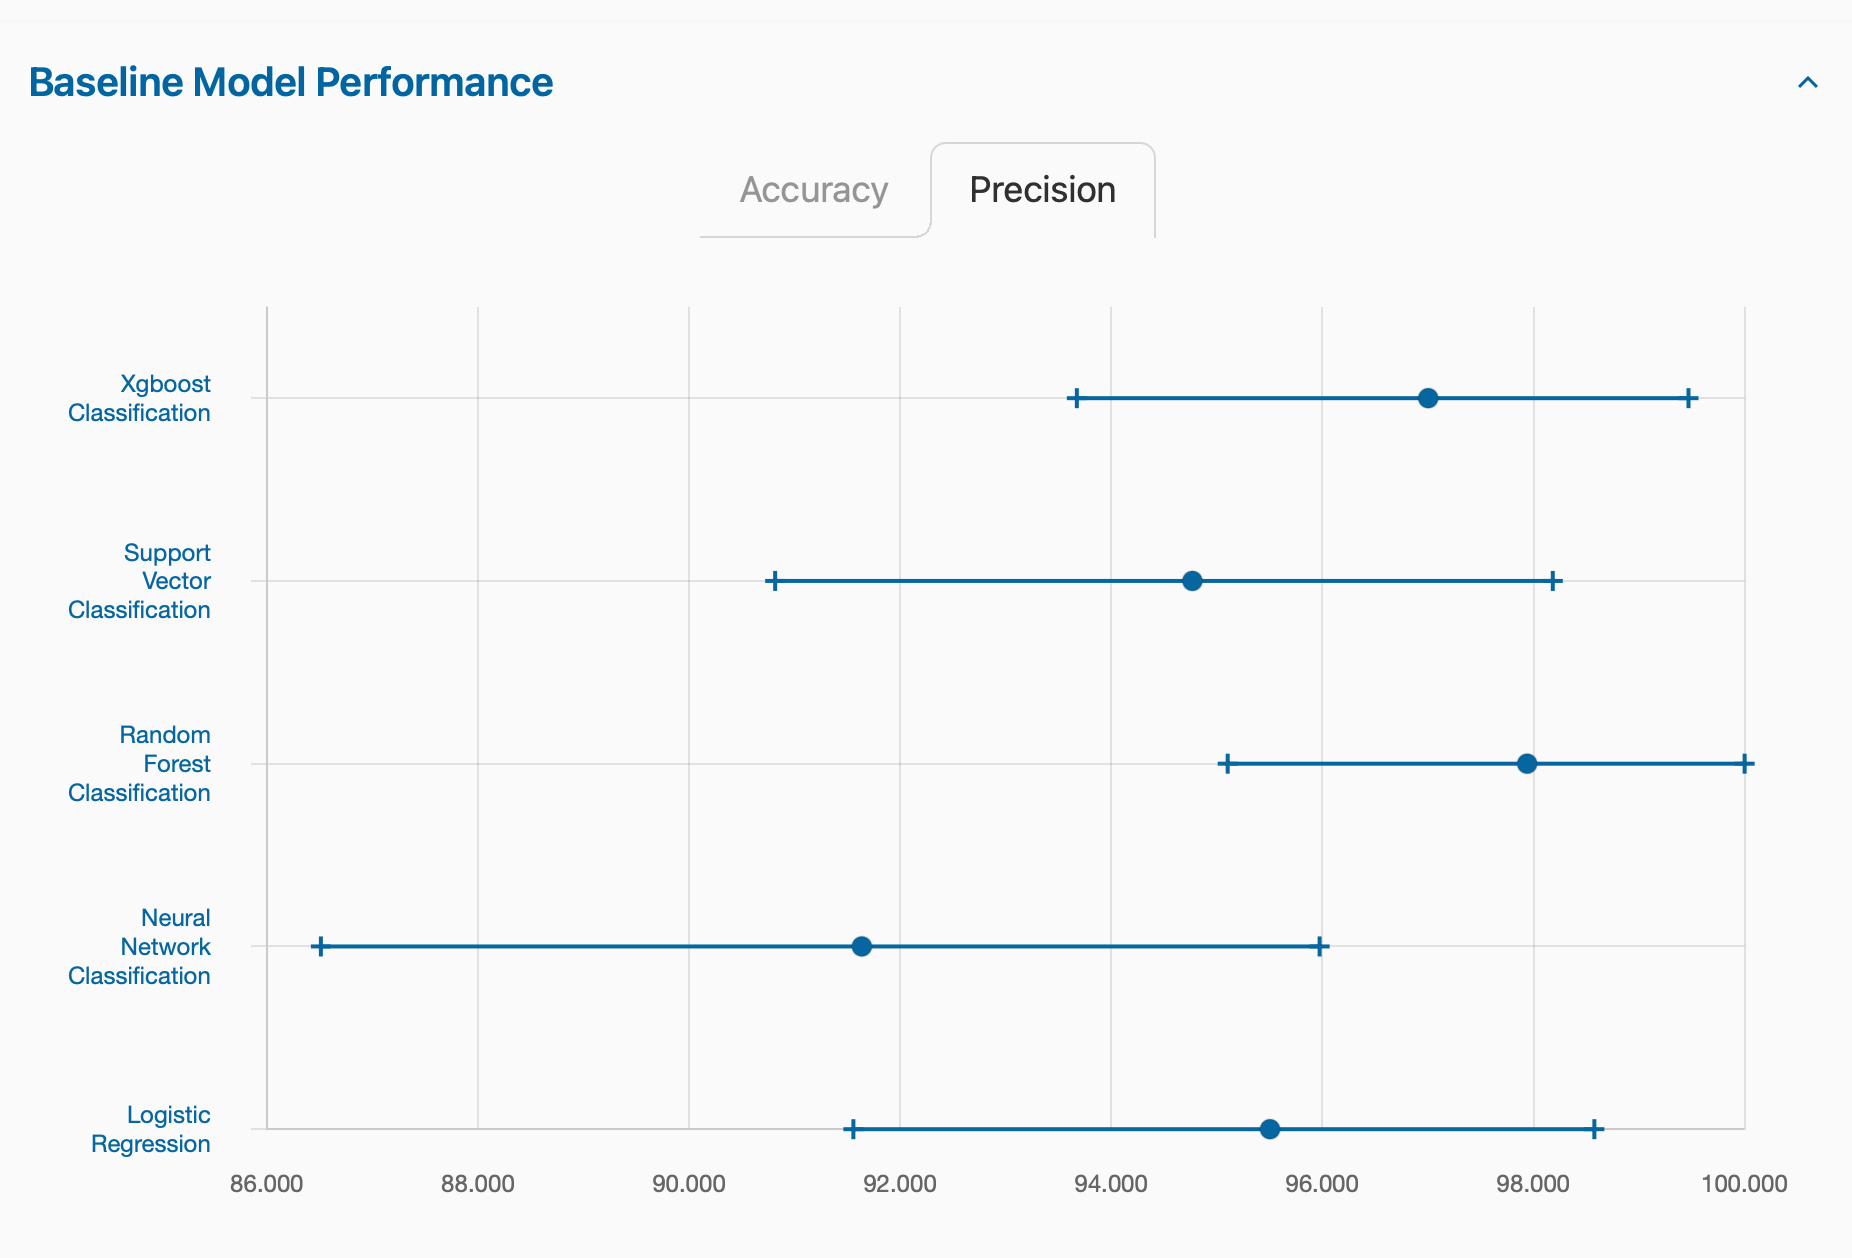 Baseline Model Performance
Accuracy
Precision
Xgboost
Classification
Support
Vector
Classification
Random
Forest
Classification
Neural
Network
Classification
Logistic
Regression
86.000 88.000 90.000 92.000 94.000 96.000 98.000 100.000